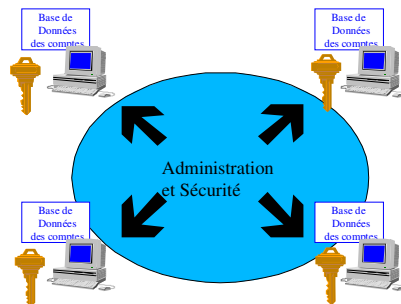 Base de
Données
des comptes
Base de
Données
des comptes
Administration
et Sécurité
Base de
Données
des comptes
Base de
Données
des comptes